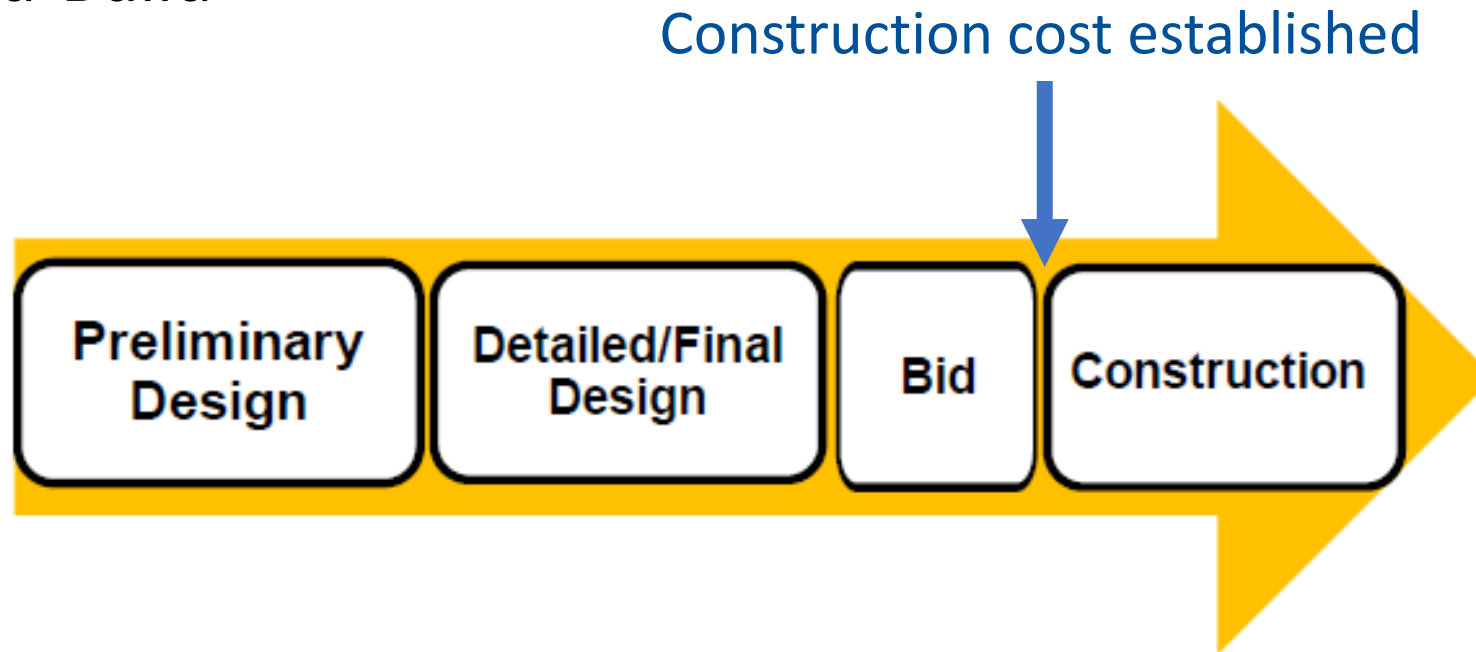 Construction cost established
Preliminary
Design
Detailed/Final
Design
Bid
Construction